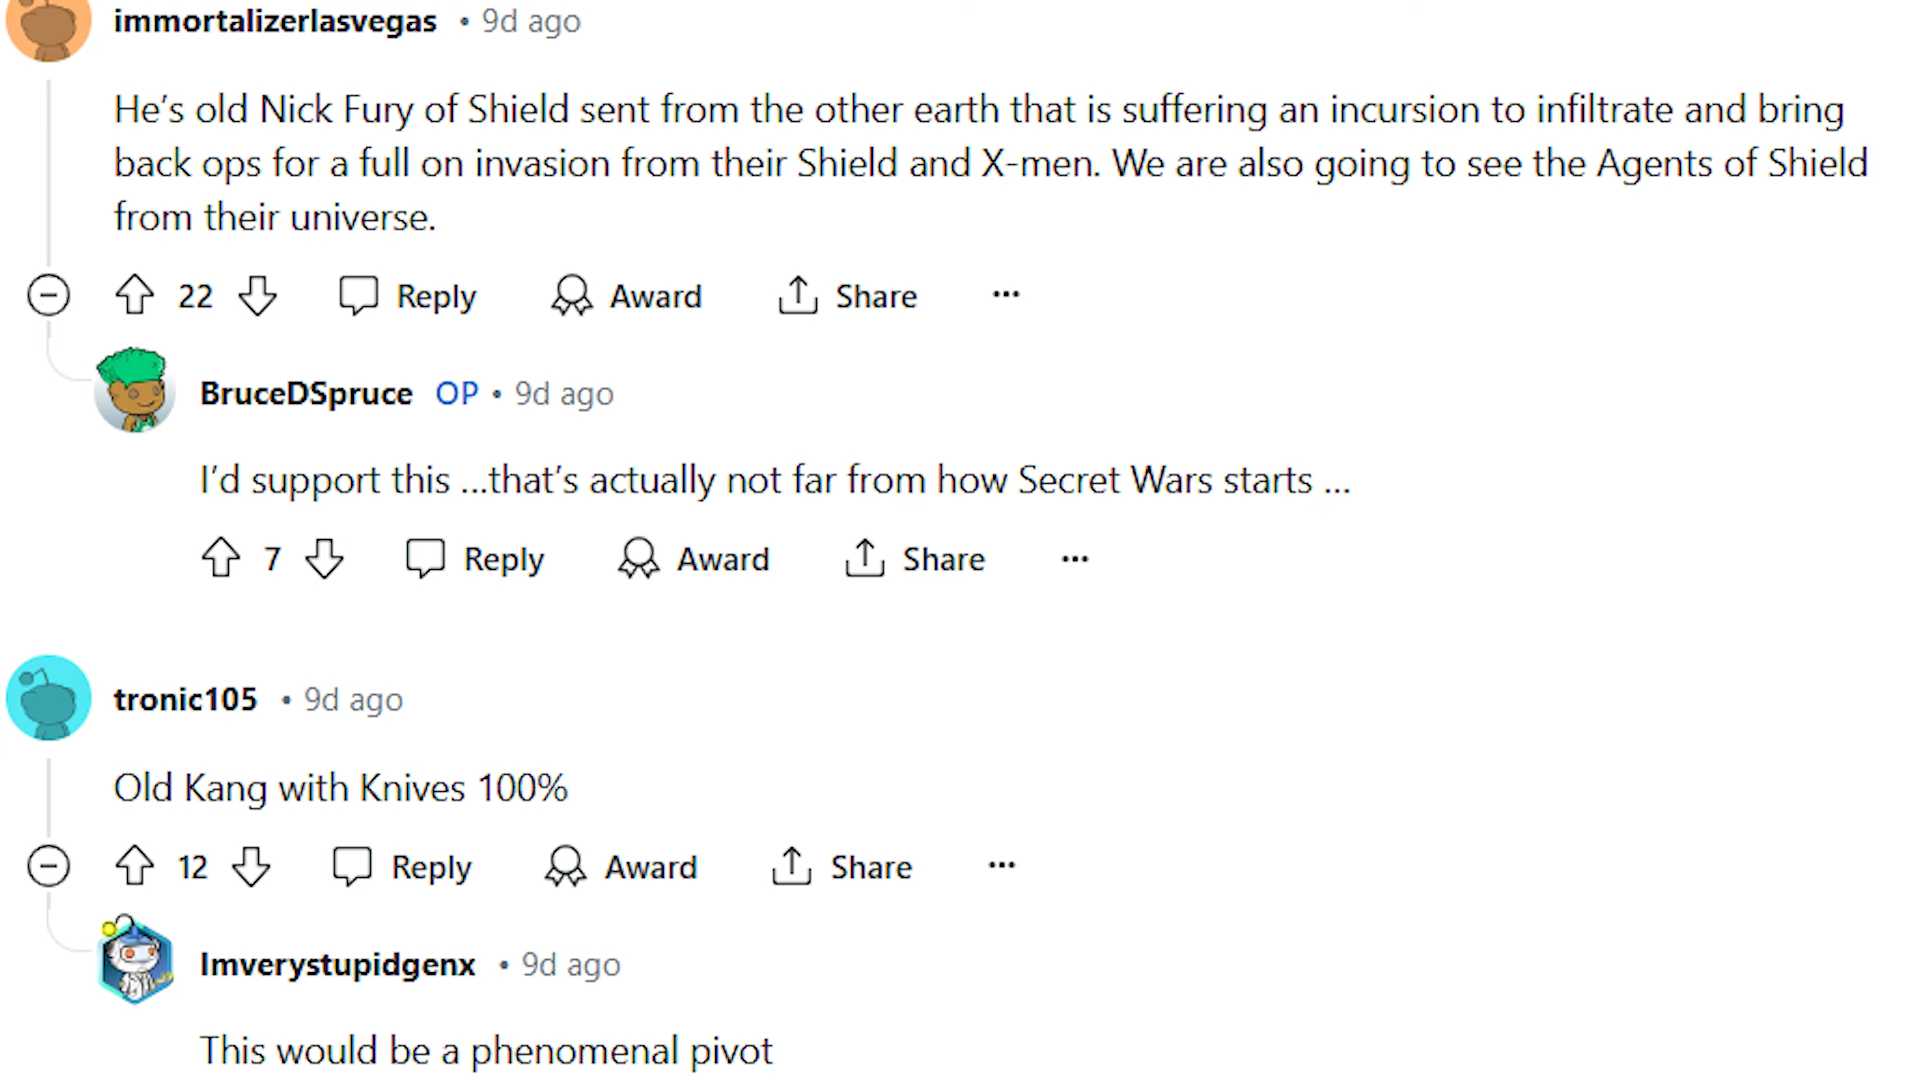 immortalizerlasvegas • 9d ago
He's old Nick Fury of Shield sent from the other earth that is suffering an incursion to infiltrate and bring
back ops for a full on invasion from their Shield and X-men. We are also going to see the Agents of Shield
from their universe.
22 Reply Award Share ...
BruceDSpruce OP • 9d ago
I'd support this ...that's actually not far from how Secret Wars starts ...
7 Reply Award Share ...
tronic105 • 9d ago
Old Kang with Knives 100%
12 Reply Award Share ...
Imverystupidgenx • 9d ago
This would be a phenomenal pivot